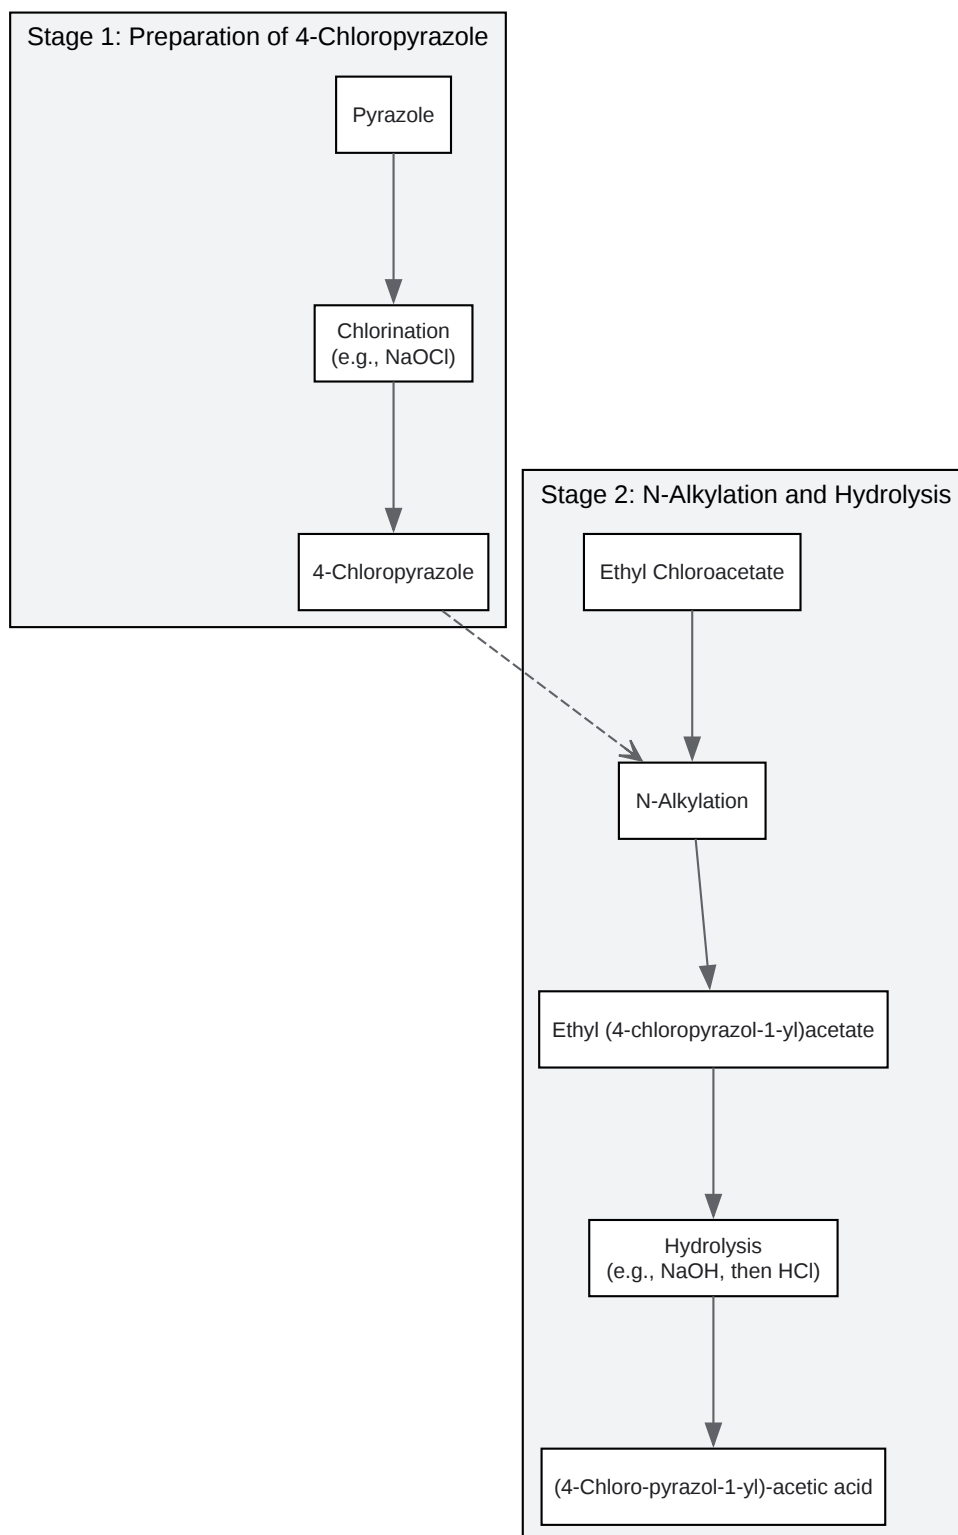 Stage 1: Preparation of 4-Chloropyrazole
Pyrazole
Chlorination
(e.g., NaOCl)
4-Chloropyrazole
Stage 2: N-Alkylation and Hydrolysis
Ethyl Chloroacetate
N-Alkylation
Ethyl (4-chloropyrazol-1-yl)acetate
Hydrolysis
(e.g., NaOH, then HCl)
(4-Chloro-pyrazol-1-yl)-acetic acid